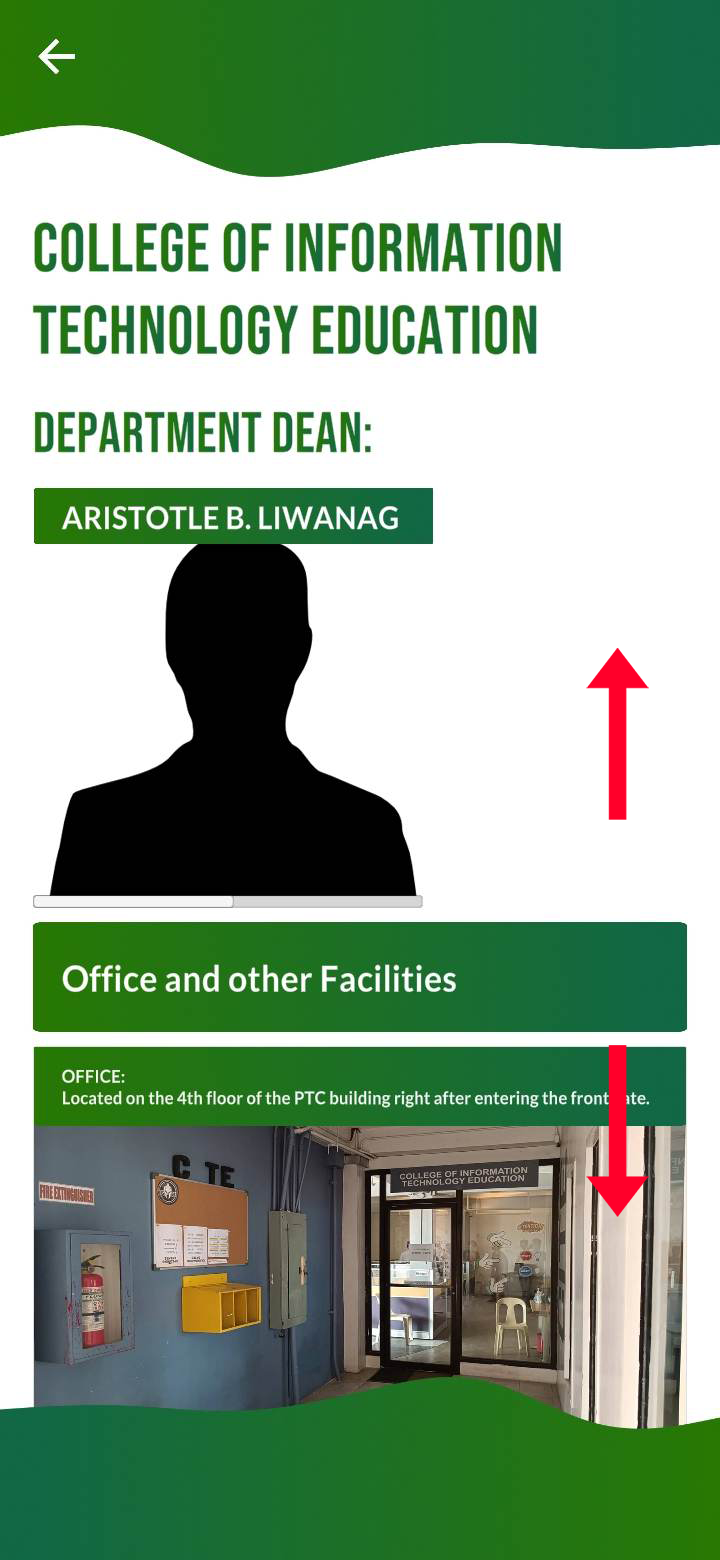 COLLEGE OF INFORMATION
TECHNOLOGY EDUCATION
DEPARTMENT DEAN:
ARISTOTLE B. LIWANAG
Office and other Facilities
OFFICE:
Located on the 4th floor of the PTC building right after entering the front ate.
FIRE EXTINGUISHER
C TE
COLLEGE OF INFORMATION
TECHNOLOGY EDUCATION